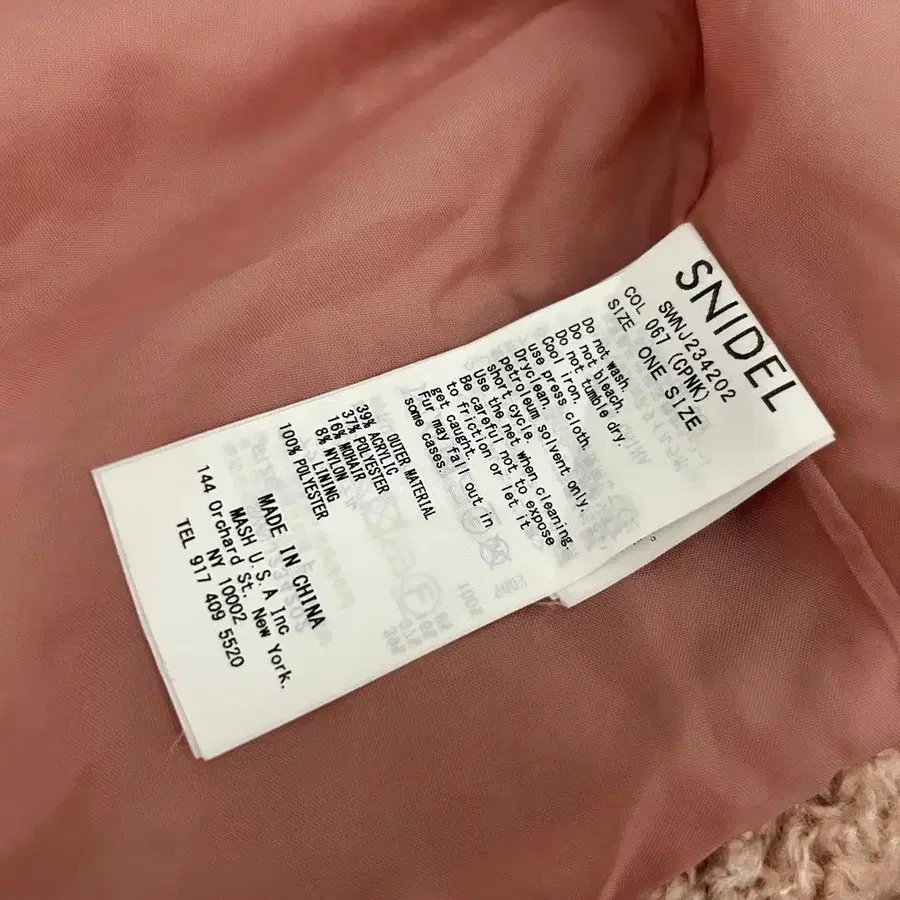 SNIDEL
SWNJ234202
COL 067 (CPNK)
SIZE ONE SIZE
Do not wash.
Do not bleach.
Do not tumble dry.
Cool iron.
use press cloth.
Dryclean, solvent only.
petroleum
short cycle.
Use the net when cleaning.
Be careful not to expose
to friction or let it
get caught.
Fur may fall out in
some cases.
OUTER MATERIAL
39% ACRYLIC
37% POLYESTER
16% MOHAIR
8% NYLON
LINING
100% POLYESTER
MADE IN CHINA
MASH U.S.A Inc
144 Orchard St. New York.
NY 10002
TEL 917 409 5520